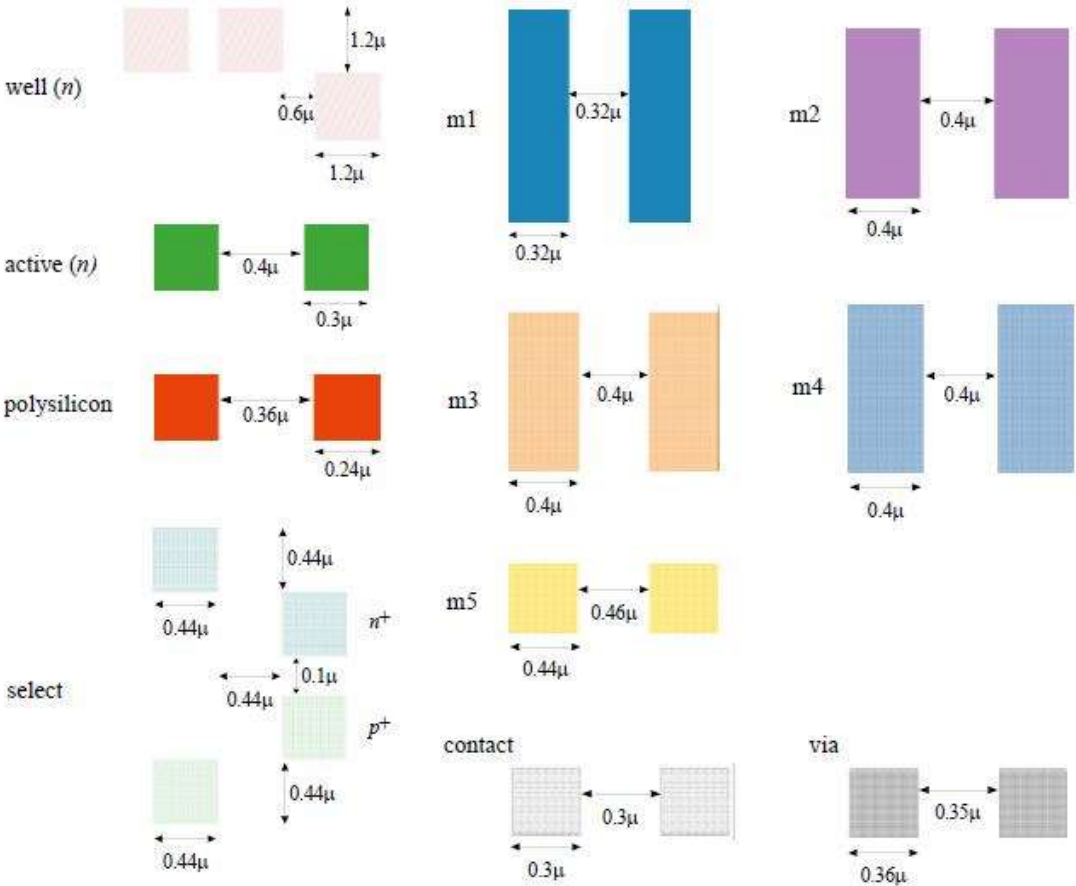 well (n)
1.2μ
0.6μ
1.2μ
active (n)
0.4μ
0.3μ
polysilicon
0.36μ
0.24μ
select
0.44μ
0.44μ
n+
0.1μ
0.44μ
p+
0.44μ
0.44μ
m1
0.32μ
0.32μ
m2
0.4μ
0.4μ
m3
0.4μ
0.4μ
m4
0.4μ
0.4μ
m5
0.46μ
0.44μ
contact
0.3μ
0.3μ
via
0.35μ
0.36μ